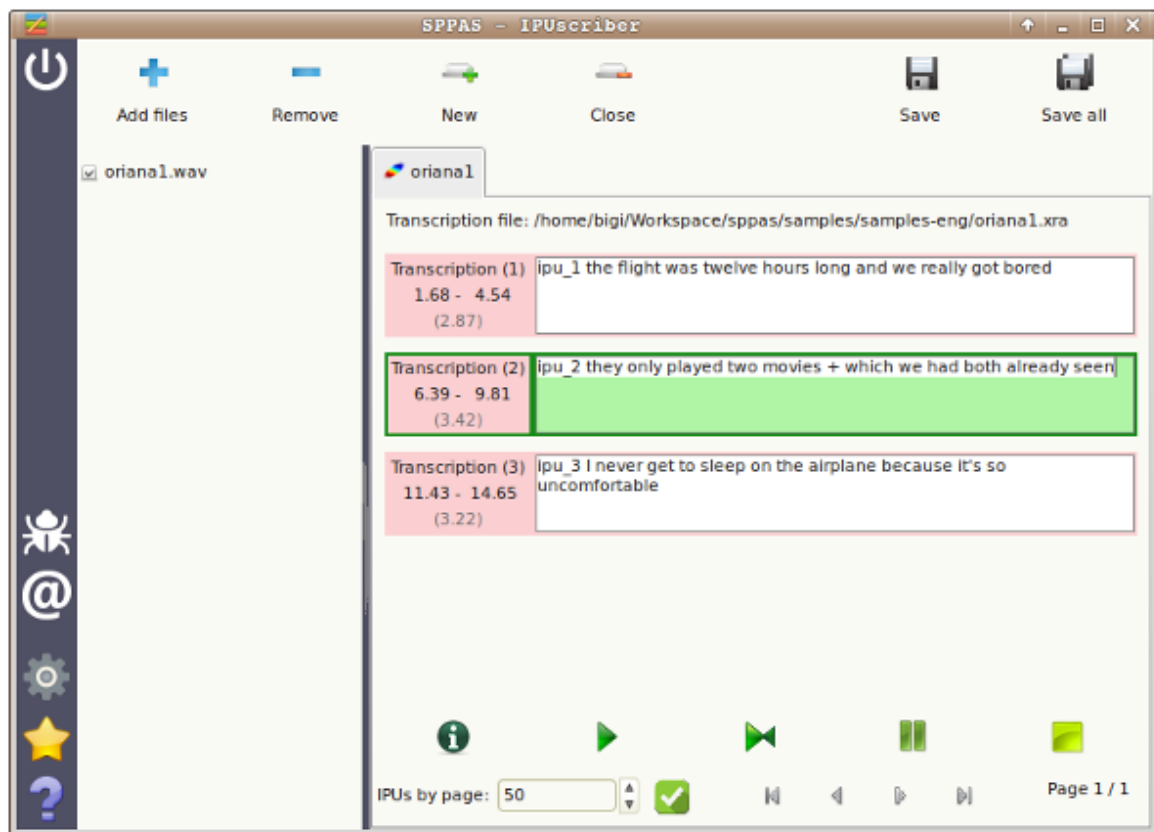 SPPAS - IPUscriber
Add files Remove New Close Save Save all
oriana1.wav
oriana1
Transcription file: /home/bigi/Workspace/sppas/samples/samples-eng/oriana1.xra
Transcription (1)
1.68 - 4.54
(2.87)
ipu_1 the flight was twelve hours long and we really got bored
Transcription (2)
6.39 - 9.81
(3.42)
ipu_2 they only played two movies + which we had both already seen
Transcription (3)
11.43 - 14.65
(3.22)
ipu_3 I never get to sleep on the airplane because it's so
uncomfortable
IPUs by page: 50
Page 1 / 1